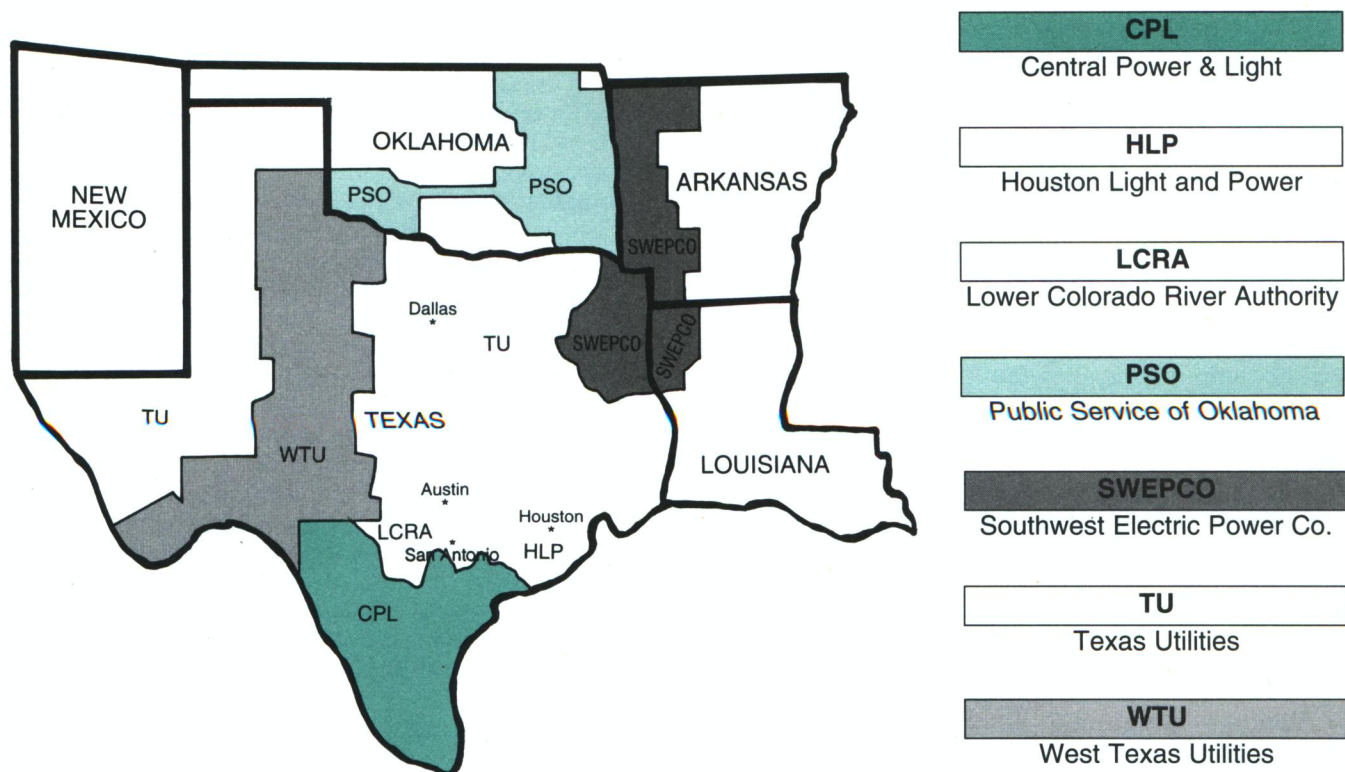 OKLAHOMA
NEW
MEXICO
PSO
PSO
ARKANSAS
SWEPCO
Dallas
TU
SWEPCO
SWEPCO
TU
TEXAS
WTU
LOUISIANA
Austin
LCRA
San Antonio
Houston
HLP
CPL
CPL
Central Power & Light
HLP
Houston Light and Power
LCRA
Lower Colorado River Authority
PSO
Public Service of Oklahoma
SWEPCO
Southwest Electric Power Co.
TU
Texas Utilities
WTU
West Texas Utilities